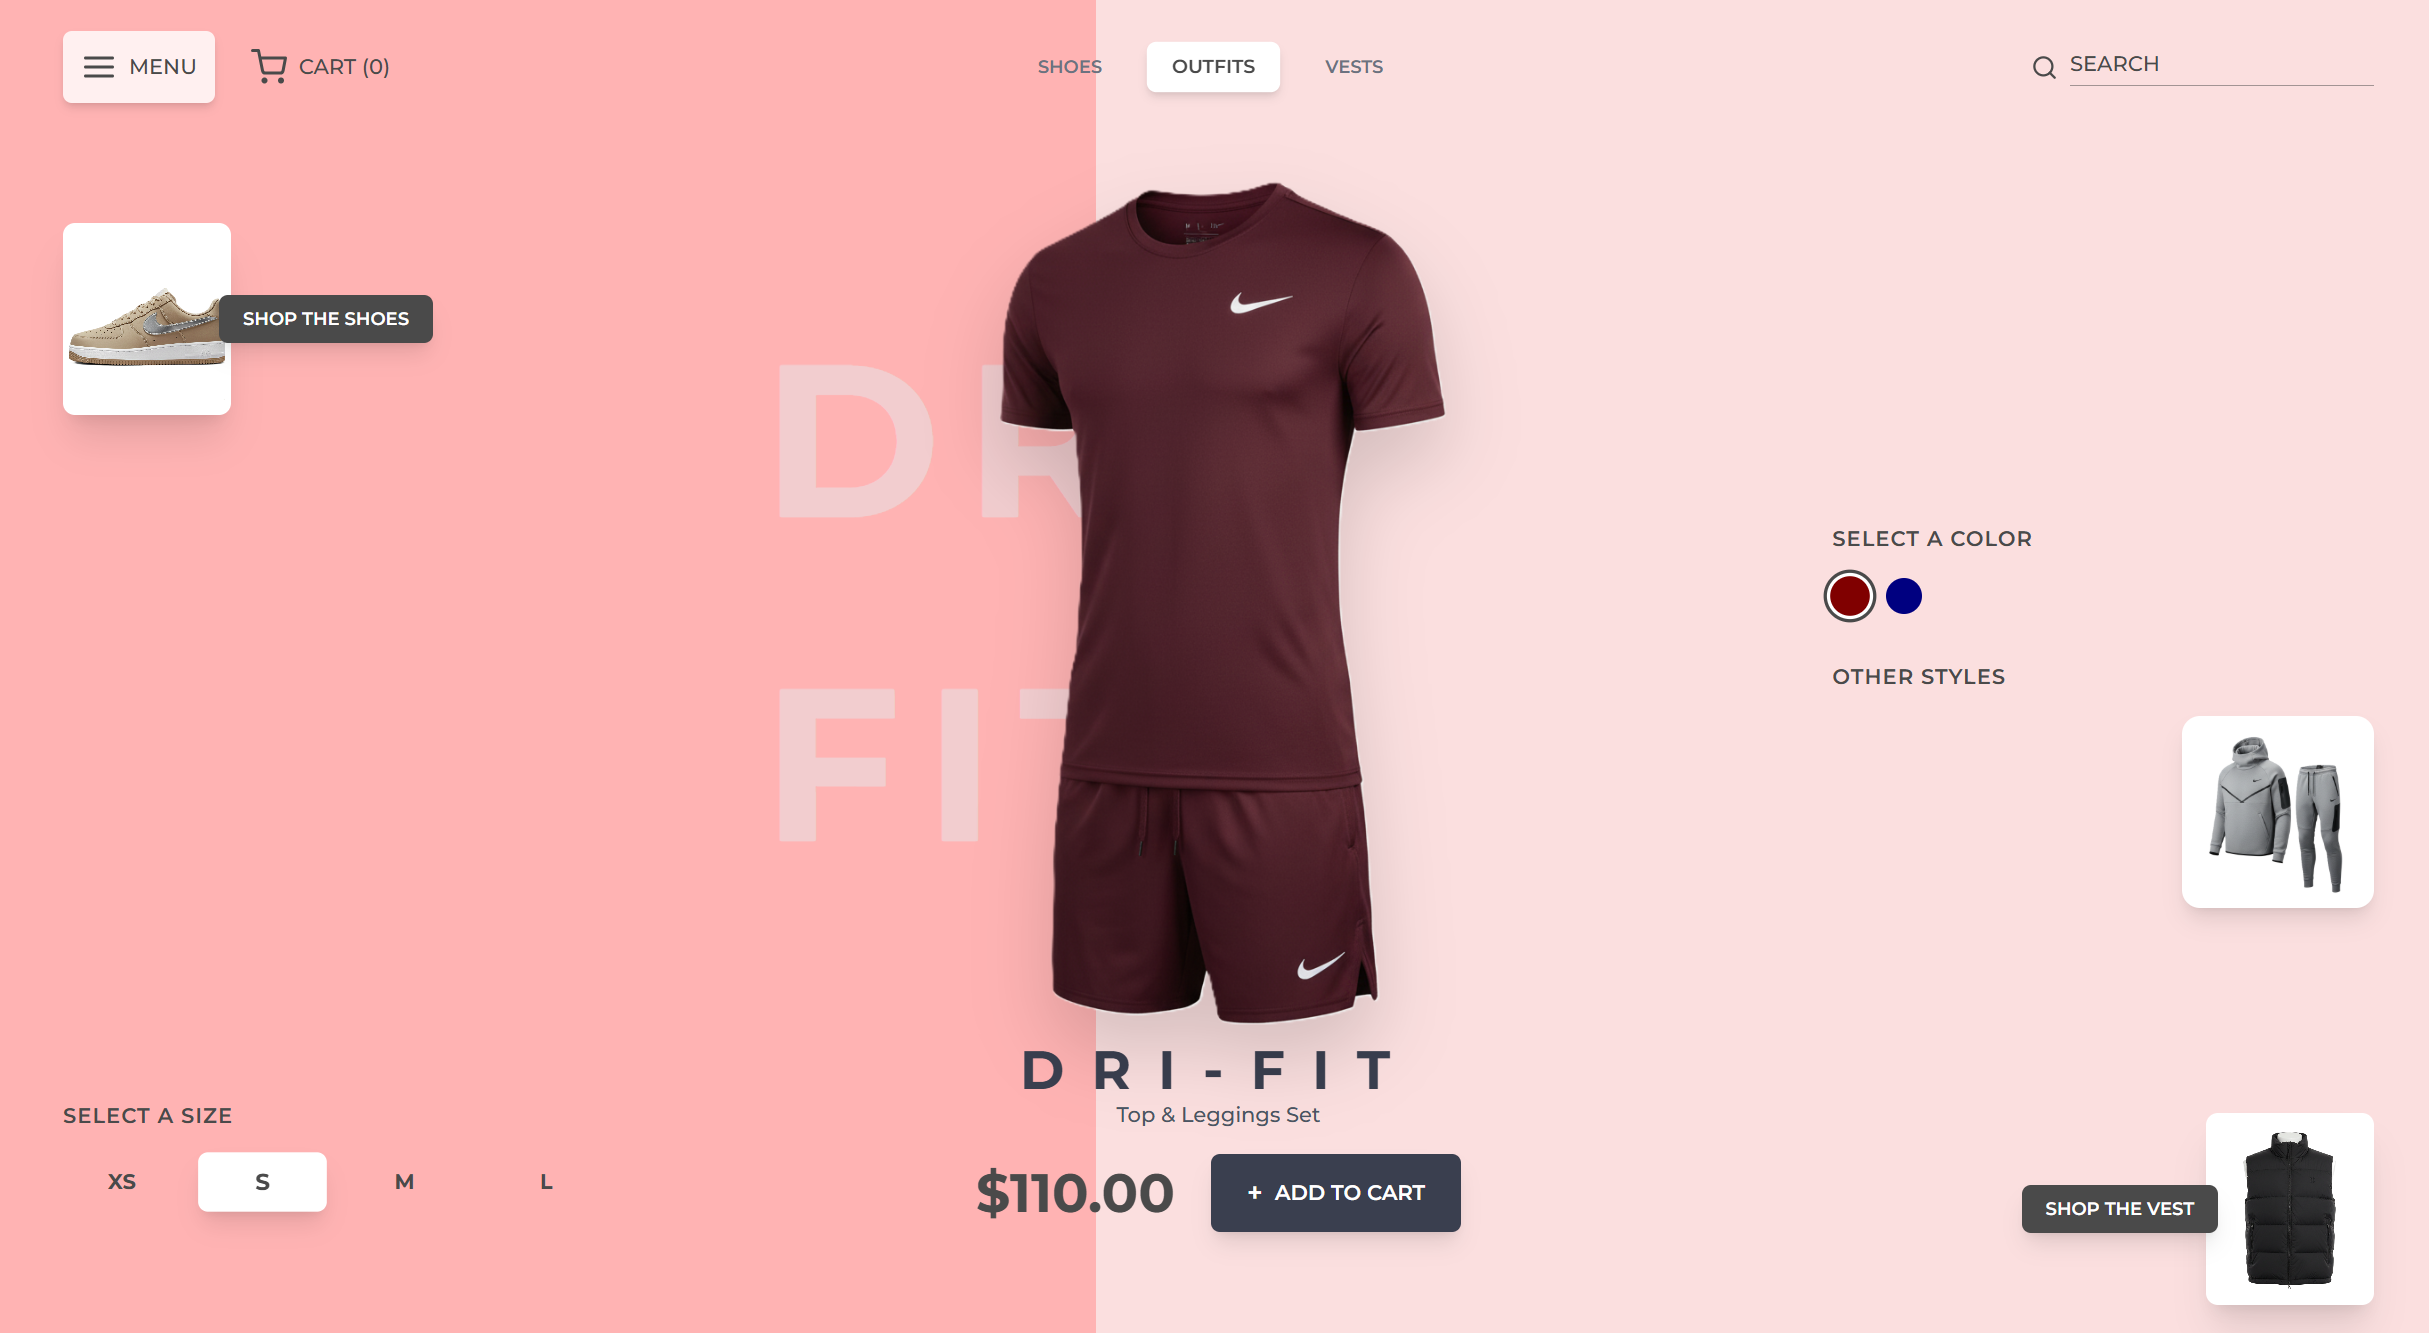 MENU
CART (0)
SHOES
OUTFITS
VESTS
SEARCH
SHOP THE SHOES
DR
FIT
SELECT A COLOR
OTHER STYLES
DRI-FIT
Top & Leggings Set
SELECT A SIZE
XS
S
M
L
$110.00
+ ADD TO CART
SHOP THE VEST